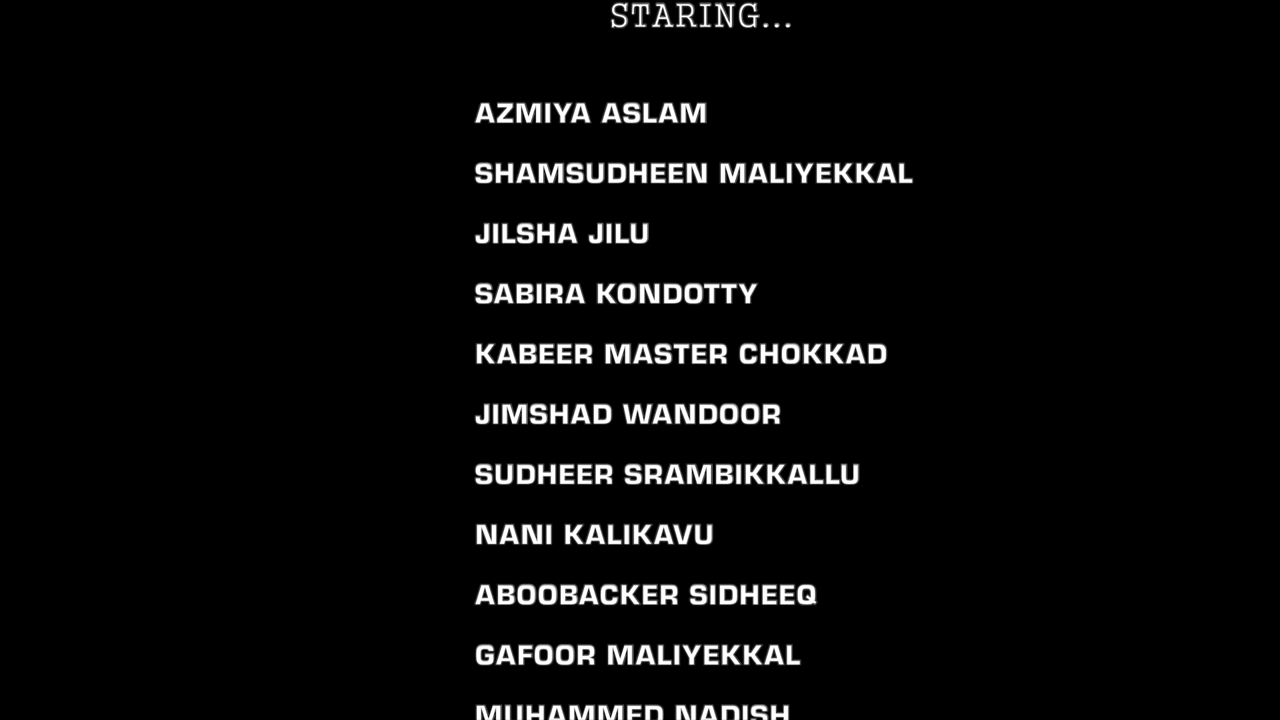 STARING...
AZMIYA ASLAM
SHAMSUDHEEN MALIYEKKAL
JILSHA JILU
SABIRA KONDOTTY
KABEER MASTER CHOKKAD
JIMSHAD WANDOOR
SUDHEER SRAMBIKKALLU
NANI KALIKAVU
ABOOBACKER SIDHEEQ
GAFOOR MALIYEKKAL
MUHAMMED NADISH